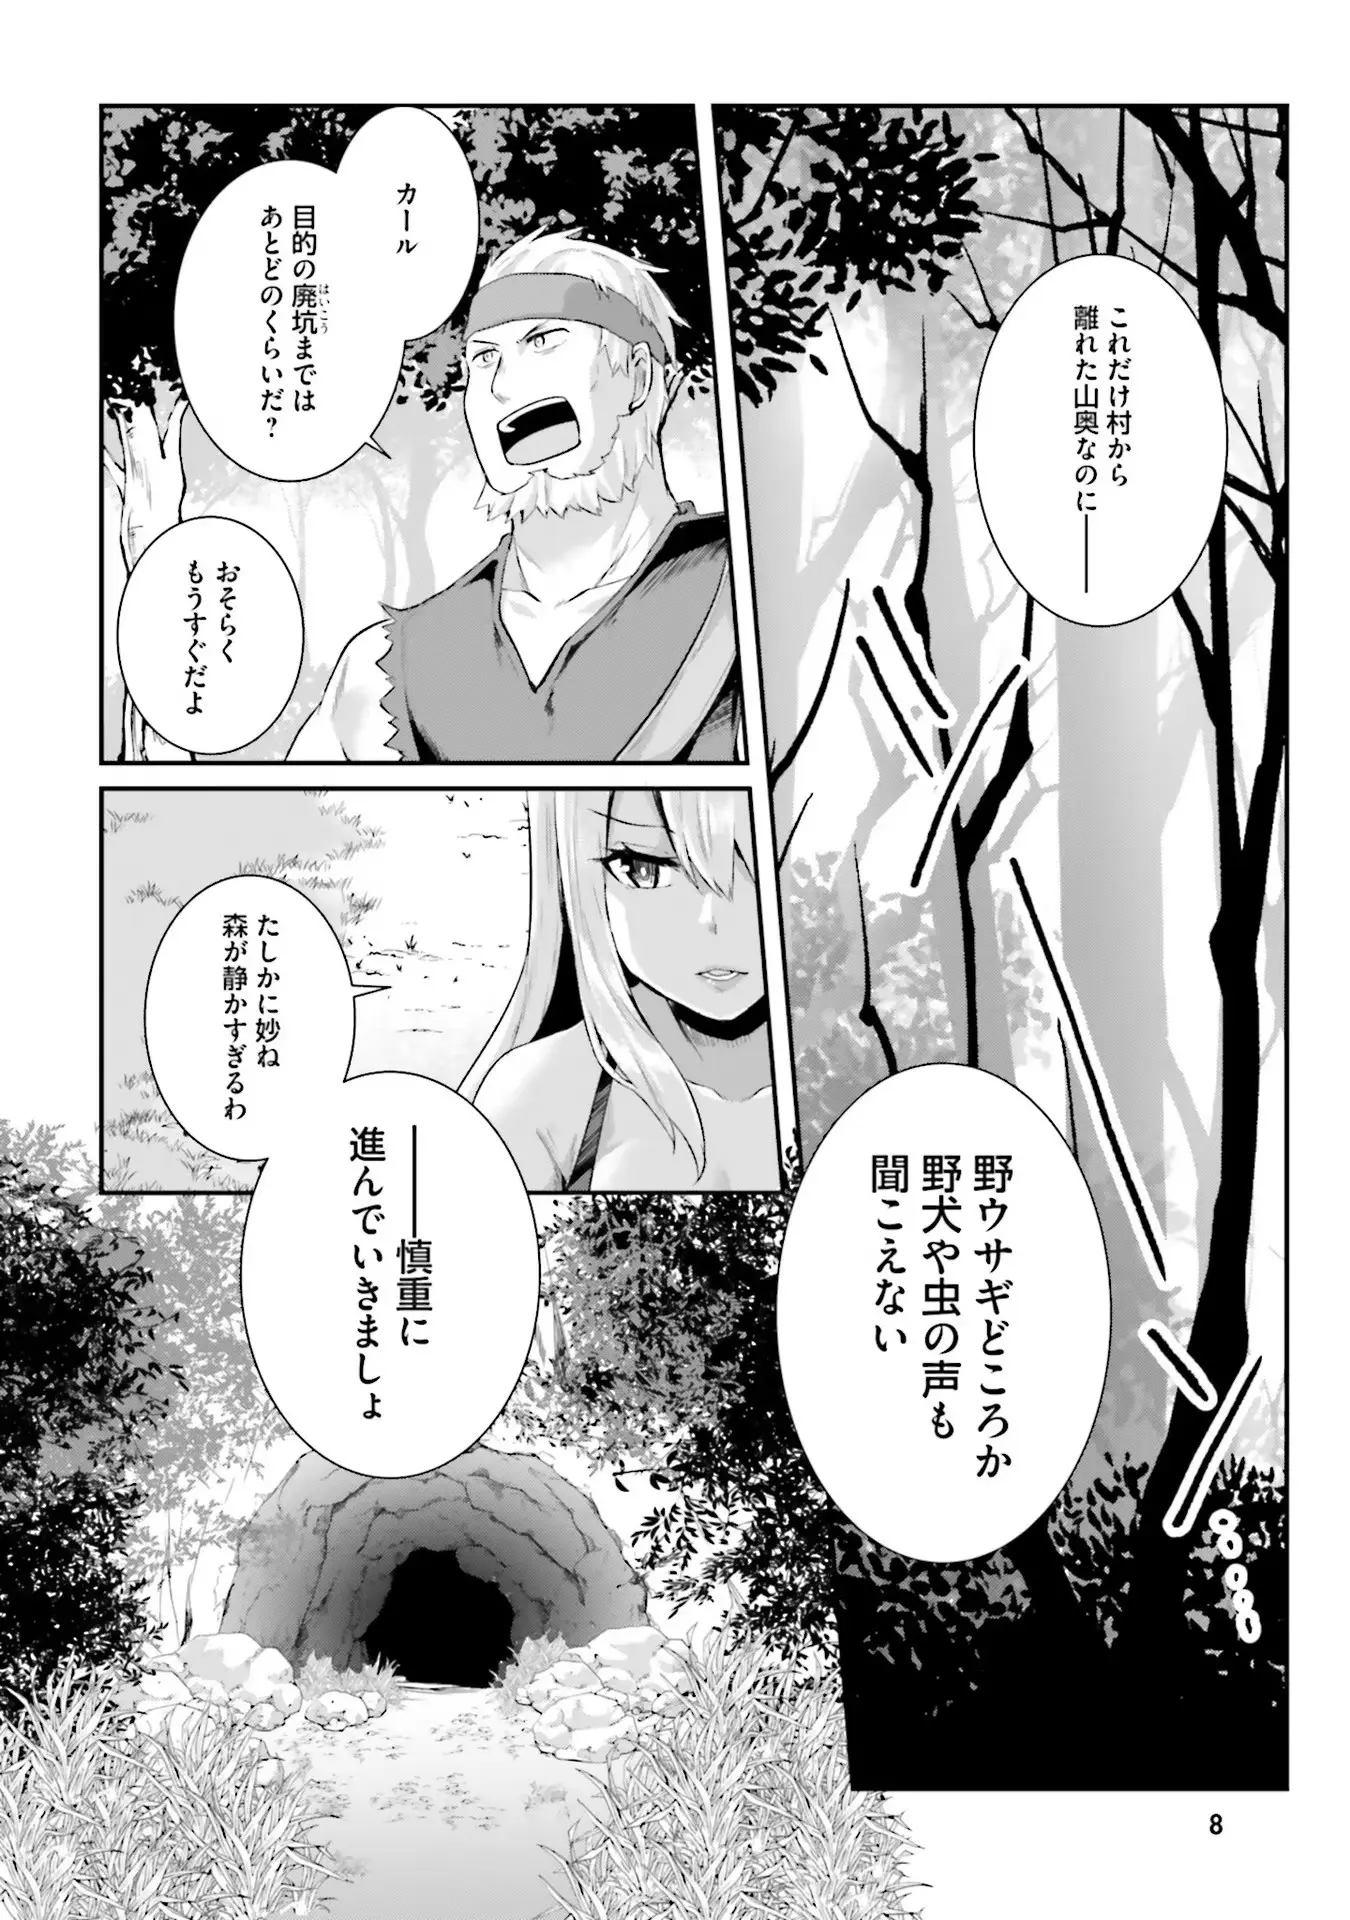 これだけ村から
離れた山奥なのに──
野ウサギどころか
野犬や虫の声も
聞こえない
カール
目的の廃坑までは
はいこう
あとどのくらいだ?
おそらく
もうすぐだよ
たしかに妙ね
森が静かすぎるわ
──慎重に
進んでいきましょ
8